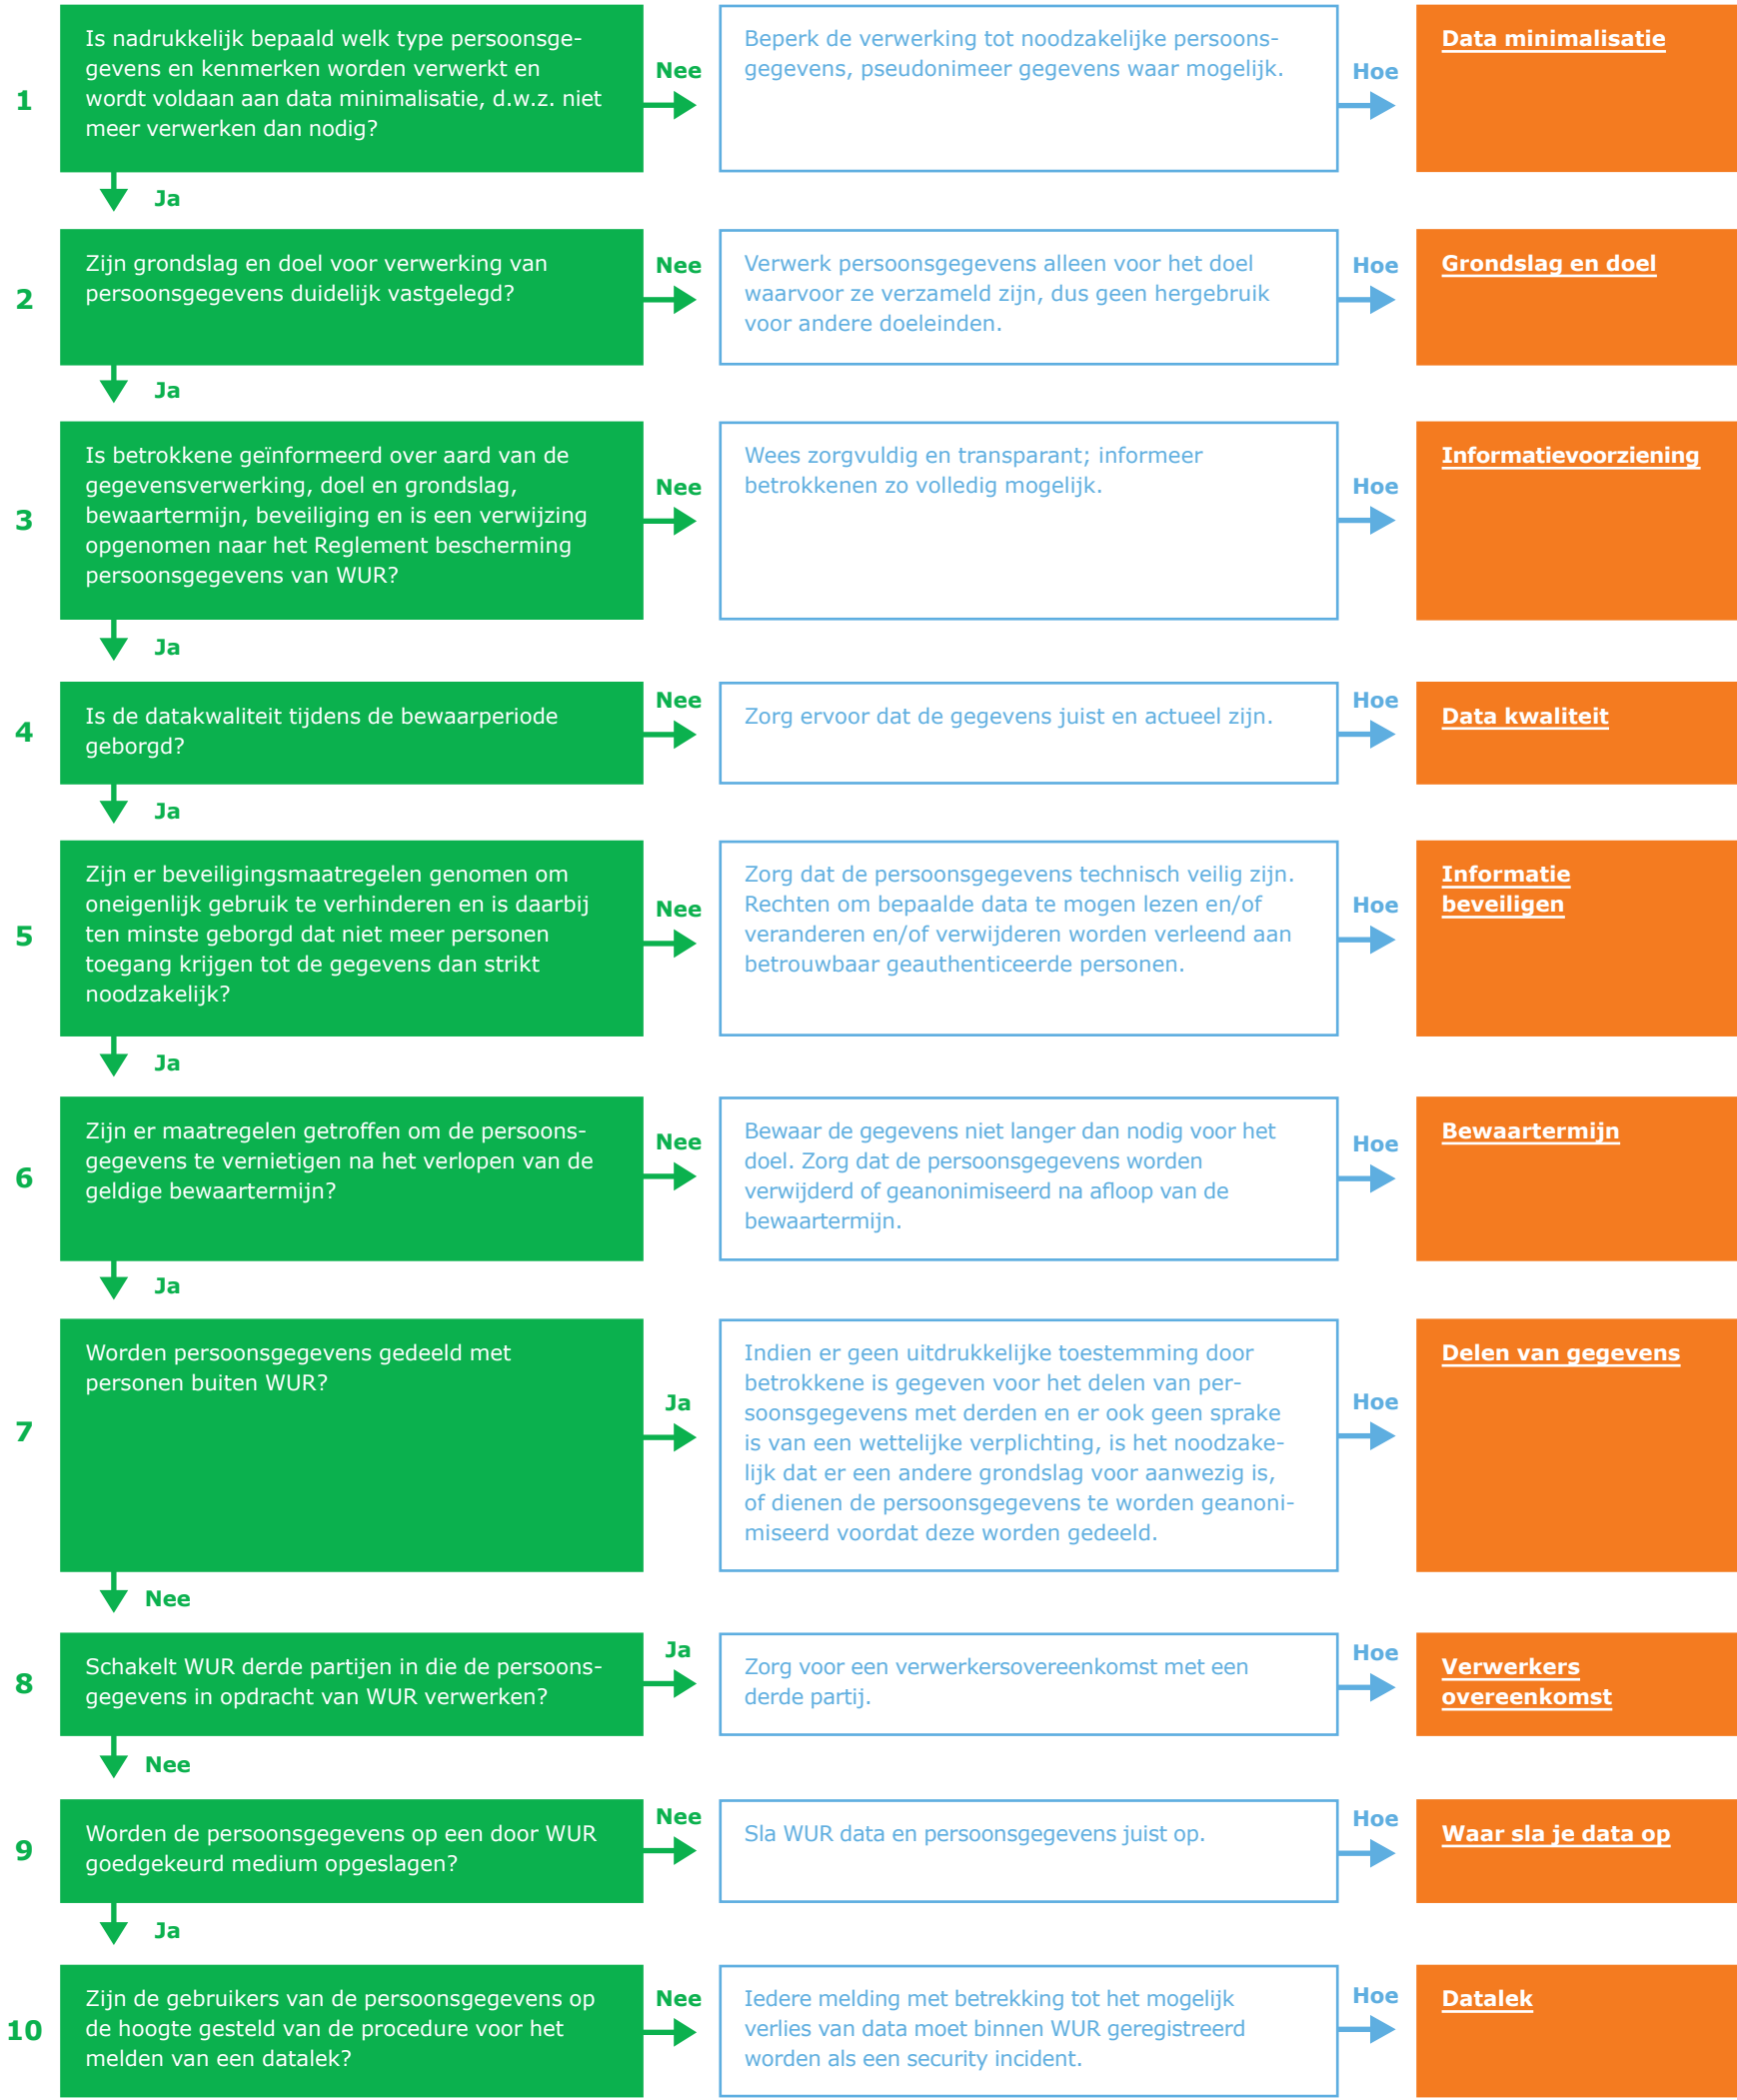 1
Is nadrukkelijk bepaald welk type persoonsge-
gevens en kenmerken worden verwerkt en
wordt voldaan aan data minimalisatie, d.w.z. niet
meer verwerken dan nodig?
Nee
Beperk de verwerking tot noodzakelijke persoons-
gegevens, pseudonimeer gegevens waar mogelijk.
Hoe
Data minimalisatie
Ja
2
Zijn grondslag en doel voor verwerking van
persoonsgegevens duidelijk vastgelegd?
Nee
Verwerk persoonsgegevens alleen voor het doel
waarvoor ze verzameld zijn, dus geen hergebruik
voor andere doeleinden.
Hoe
Grondslag en doel
Ja
3
Is betrokkene geïnformeerd over aard van de
gegevensverwerking, doel en grondslag,
bewaartermijn, beveiliging en is een verwijzing
opgenomen naar het Reglement bescherming
persoonsgegevens van WUR?
Nee
Wees zorgvuldig en transparant; informeer
betrokkenen zo volledig mogelijk.
Hoe
Informatievoorziening
Ja
4
Is de datakwaliteit tijdens de bewaarperiode
geborgd?
Nee
Zorg ervoor dat de gegevens juist en actueel zijn.
Hoe
Data kwaliteit
Ja
5
Zijn er beveiligingsmaatregelen genomen om
oneigenlijk gebruik te verhinderen en is daarbij
ten minste geborgd dat niet meer personen
toegang krijgen tot de gegevens dan strikt
noodzakelijk?
Nee
Zorg dat de persoonsgegevens technisch veilig zijn.
Rechten om bepaalde data te mogen lezen en/of
veranderen en/of verwijderen worden verleend aan
betrouwbaar geauthenticeerde personen.
Hoe
Informatie
beveiligen
Ja
6
Zijn er maatregelen getroffen om de persoons-
gegevens te vernietigen na het verlopen van de
geldige bewaartermijn?
Nee
Bewaar de gegevens niet langer dan nodig voor het
doel. Zorg dat de persoonsgegevens worden
verwijderd of geanonimiseerd na afloop van de
bewaartermijn.
Hoe
Bewaartermijn
Ja
7
Worden persoonsgegevens gedeeld met
personen buiten WUR?
Ja
Indien er geen uitdrukkelijke toestemming door
betrokkene is gegeven voor het delen van per-
soonsgegevens met derden en er ook geen sprake
is van een wettelijke verplichting, is het noodzake-
lijk dat er een andere grondslag voor aanwezig is,
of dienen de persoonsgegevens te worden geanoni-
miseerd voordat deze worden gedeeld.
Hoe
Delen van gegevens
Nee
8
Schakelt WUR derde partijen in die de persoons-
gegevens in opdracht van WUR verwerken?
Ja
Zorg voor een verwerkersovereenkomst met een
derde partij.
Hoe
Verwerkers
overeenkomst
Nee
9
Worden de persoonsgegevens op een door WUR
goedgekeurd medium opgeslagen?
Nee
Sla WUR data en persoonsgegevens juist op.
Hoe
Waar sla je data op
Ja
10
Zijn de gebruikers van de persoonsgegevens op
de hoogte gesteld van de procedure voor het
melden van een datalek?
Nee
Iedere melding met betrekking tot het mogelijk
verlies van data moet binnen WUR geregistreerd
worden als een security incident.
Hoe
Datalek